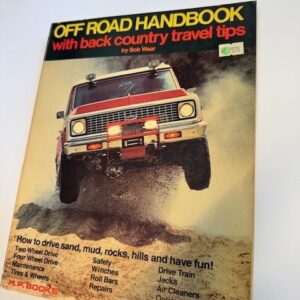 OFF ROAD HANDBOOK
with back country travel tips
by Bob Waar
How to drive sand, mud, rocks, hills and have fun!
Two Wheel Drive
Four Wheel Drive
Maintenance
Tires & Wheels
Safety
Winches
Roll Bars
Repairs
Drive Train
Jacks
Air Cleaners
H.P. BOOKS